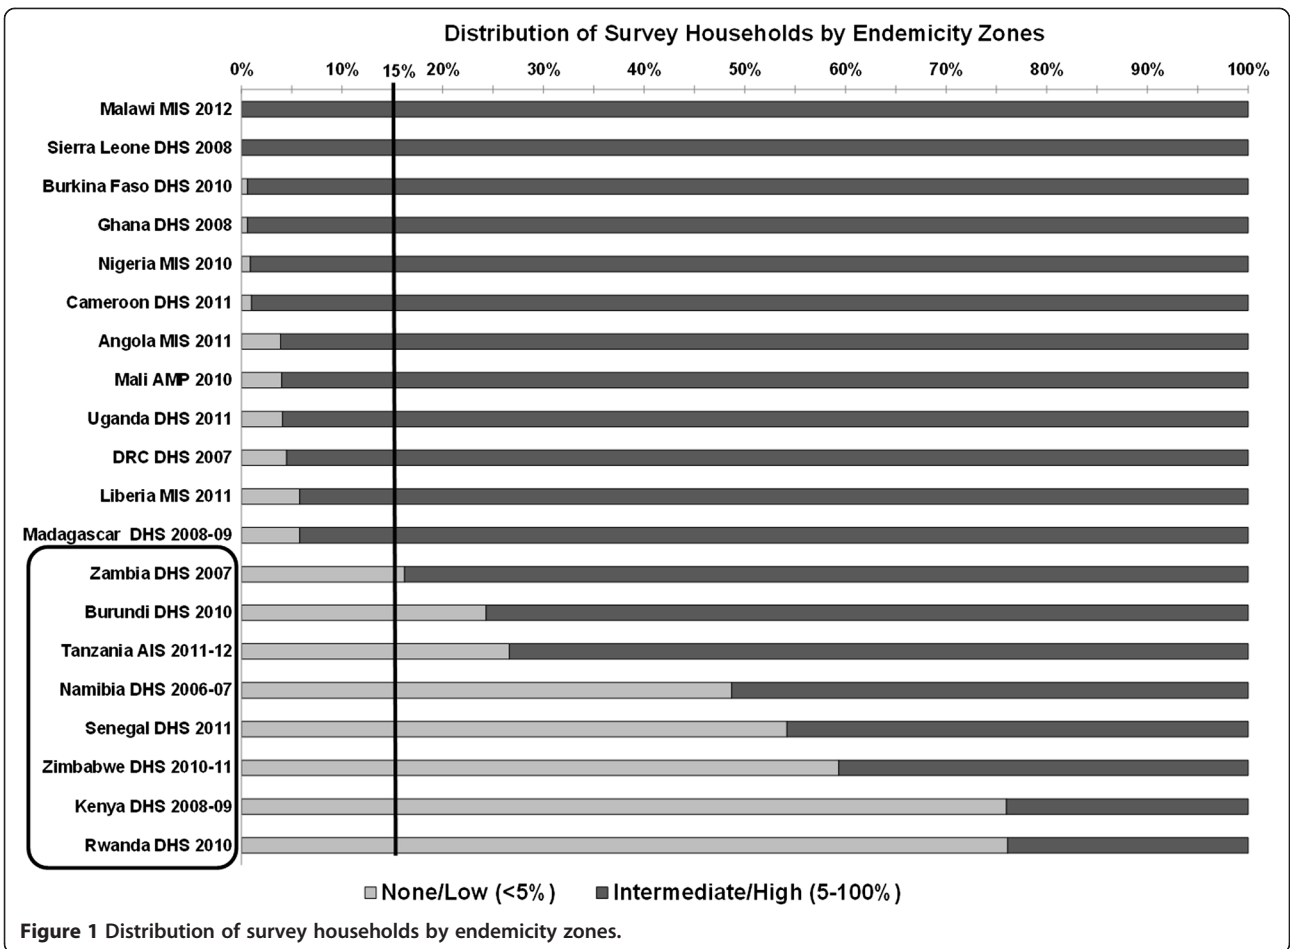 Distribution of Survey Households by Endemicity Zones
0% 10% 15% 20% 30% 40% 50% 60% 70% 80% 90% 100%
Malawi MIS 2012
Sierra Leone DHS 2008
Burkina Faso DHS 2010
Ghana DHS 2008
Nigeria MIS 2010
Cameroon DHS 2011
Angola MIS 2011
Mali AMP 2010
Uganda DHS 2011
DRC DHS 2007
Liberia MIS 2011
Madagascar DHS 2008-09
Zambia DHS 2007
Burundi DHS 2010
Tanzania AIS 2011-12
Namibia DHS 2006-07
Senegal DHS 2011
Zimbabwe DHS 2010-11
Kenya DHS 2008-09
Rwanda DHS 2010
None/Low (<5%) Intermediate/High (5-100%)
Figure 1 Distribution of survey households by endemicity zones.